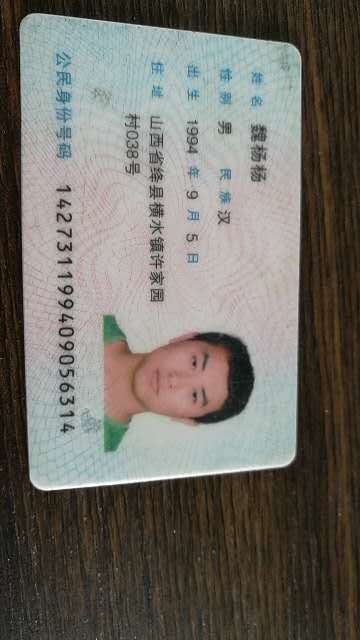 姓名 魏杨杨
性别 男 民族 汉
出生 1994 年 9 月 5 日
住址 山西省绛县横水镇许家园
村038号
公民身份号码 142731199409056314